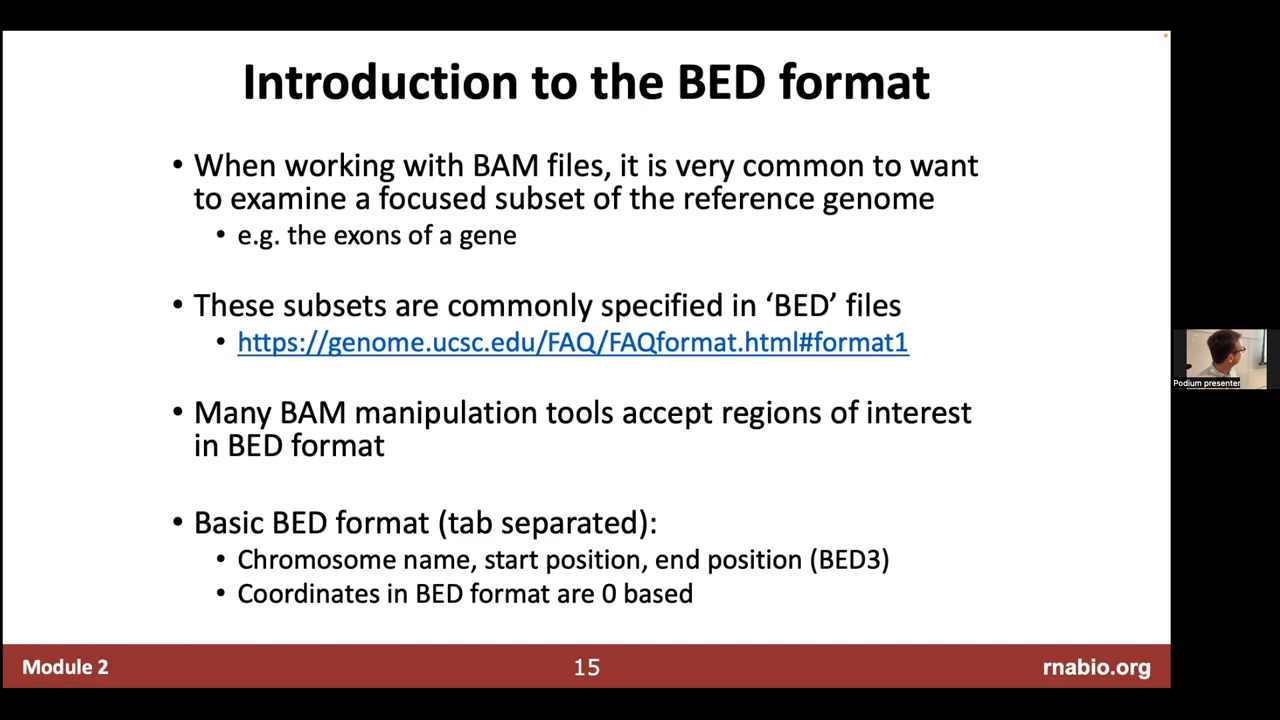 Introduction to the BED format
• When working with BAM files, it is very common to want
to examine a focused subset of the reference genome
• e.g. the exons of a gene
• These subsets are commonly specified in ‘BED’ files
• https://genome.ucsc.edu/FAQ/FAQformat.html#format1
• Many BAM manipulation tools accept regions of interest
in BED format
• Basic BED format (tab separated):
• Chromosome name, start position, end position (BED3)
• Coordinates in BED format are 0 based
Podium presenter
Module 2
15
rnabio.org